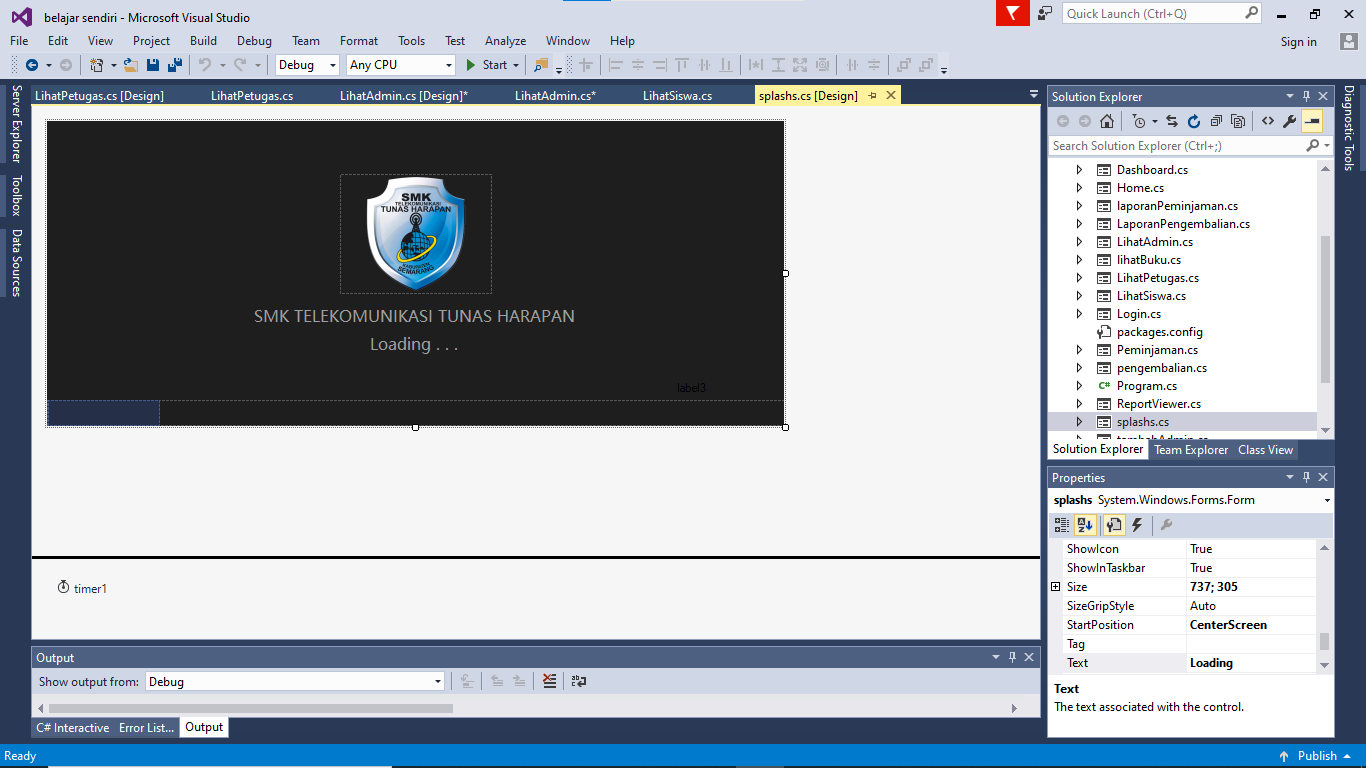 belajar sendiri - Microsoft Visual Studio
Quick Launch (Ctrl+Q)
File Edit View Project Build Debug Team Format Tools Test Analyze Window Help
Sign in
Debug Any CPU Start
Server Explorer
Toolbox
Data Sources
LihatPetugas.cs [Design] LihatPetugas.cs LihatAdmin.cs [Design]* LihatAdmin.cs* LihatSiswa.cs splashs.cs [Design]
SMK
TELEKOMUNIKASI
TUNAS HARAPAN
KABUPATEN
SEMARANG
SMK TELEKOMUNIKASI TUNAS HARAPAN
Loading . . .
label3
timer1
Output
Show output from: Debug
C# Interactive Error List... Output
Solution Explorer
Search Solution Explorer (Ctrl+;)
Dashboard.cs
Home.cs
laporanPeminjaman.cs
LaporanPengembalian.cs
LihatAdmin.cs
lihatBuku.cs
LihatPetugas.cs
LihatSiswa.cs
Login.cs
packages.config
Peminjaman.cs
pengembalian.cs
C# Program.cs
ReportViewer.cs
splashs.cs
Solution Explorer Team Explorer Class View
Properties
splashs System.Windows.Forms.Form
ShowIcon True
ShowInTaskbar True
Size 737; 305
SizeGripStyle Auto
StartPosition CenterScreen
Tag
Text Loading
Text
The text associated with the control.
Diagnostic Tools
Ready
Publish